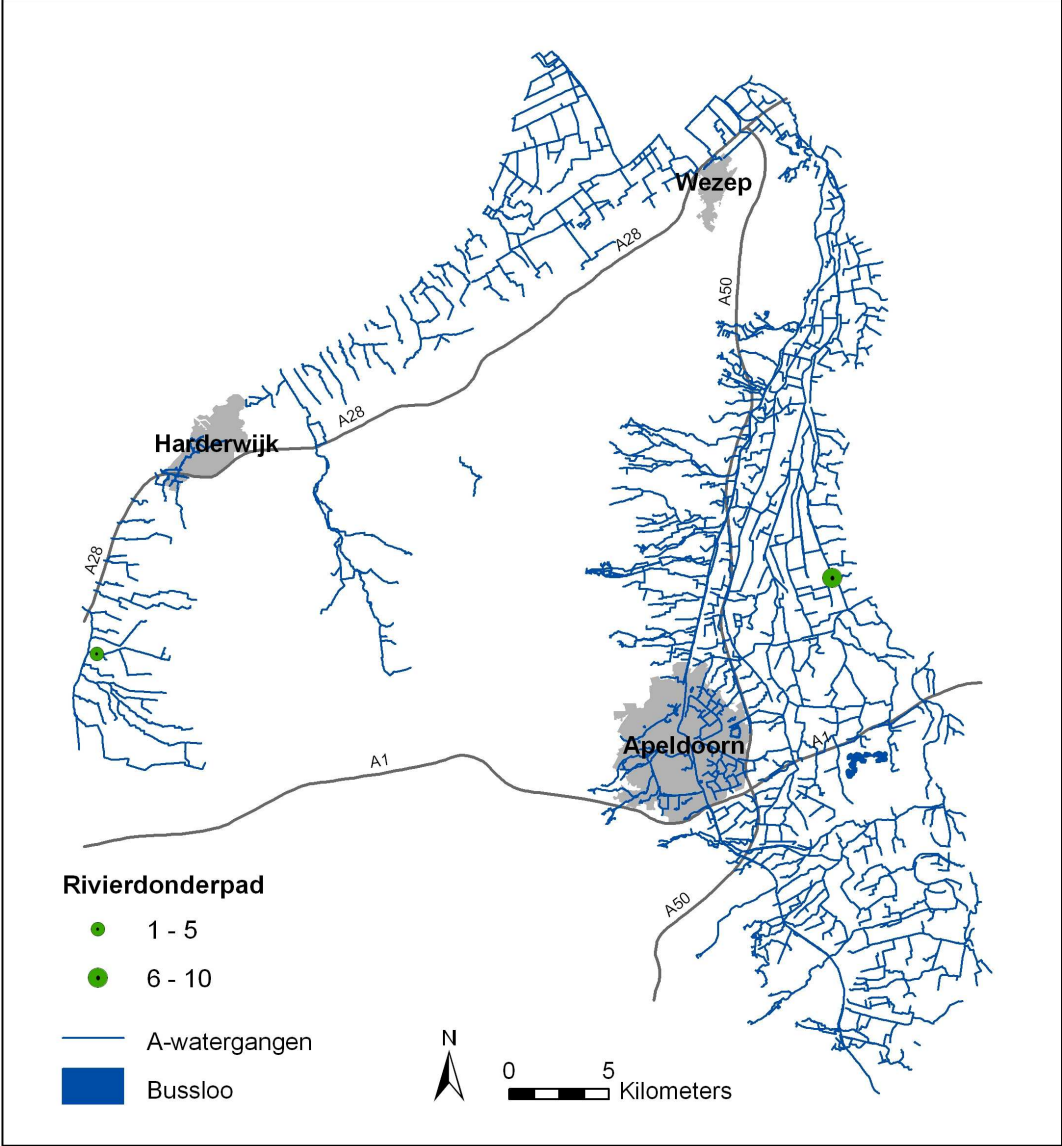 Wezep
A28
A50
A28
Harderwijk
A28
Apeldoorn
A1
A1
A50
Rivierdonderpad
1 - 5
6 - 10
A-watergangen
Bussloo
N
0 5
Kilometers